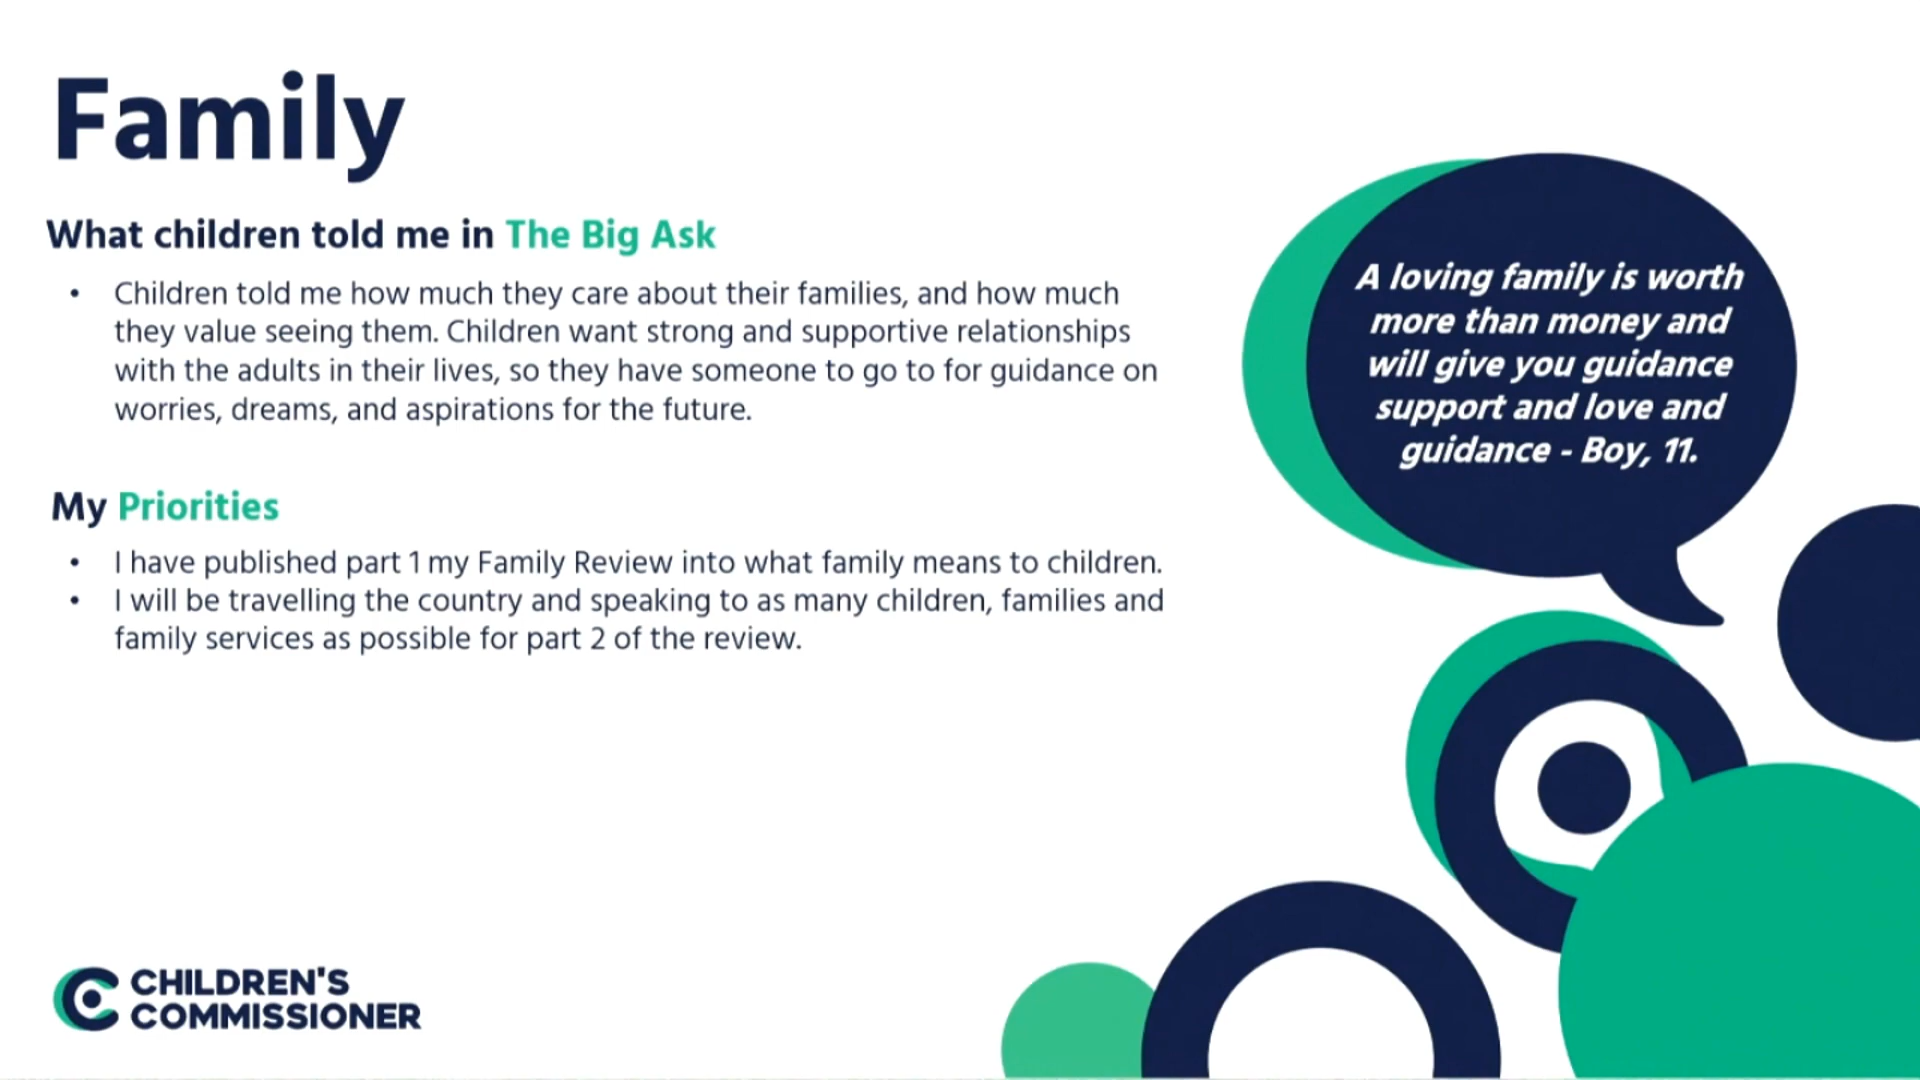 Family
What children told me in The Big Ask
• Children told me how much they care about their families, and how much
they value seeing them. Children want strong and supportive relationships
with the adults in their lives, so they have someone to go to for guidance on
worries, dreams, and aspirations for the future.
My Priorities
• I have published part 1 my Family Review into what family means to children.
• I will be travelling the country and speaking to as many children, families and
family services as possible for part 2 of the review.
A loving family is worth
more than money and
will give you guidance
support and love and
guidance - Boy, 11.
CHILDREN'S
COMMISSIONER